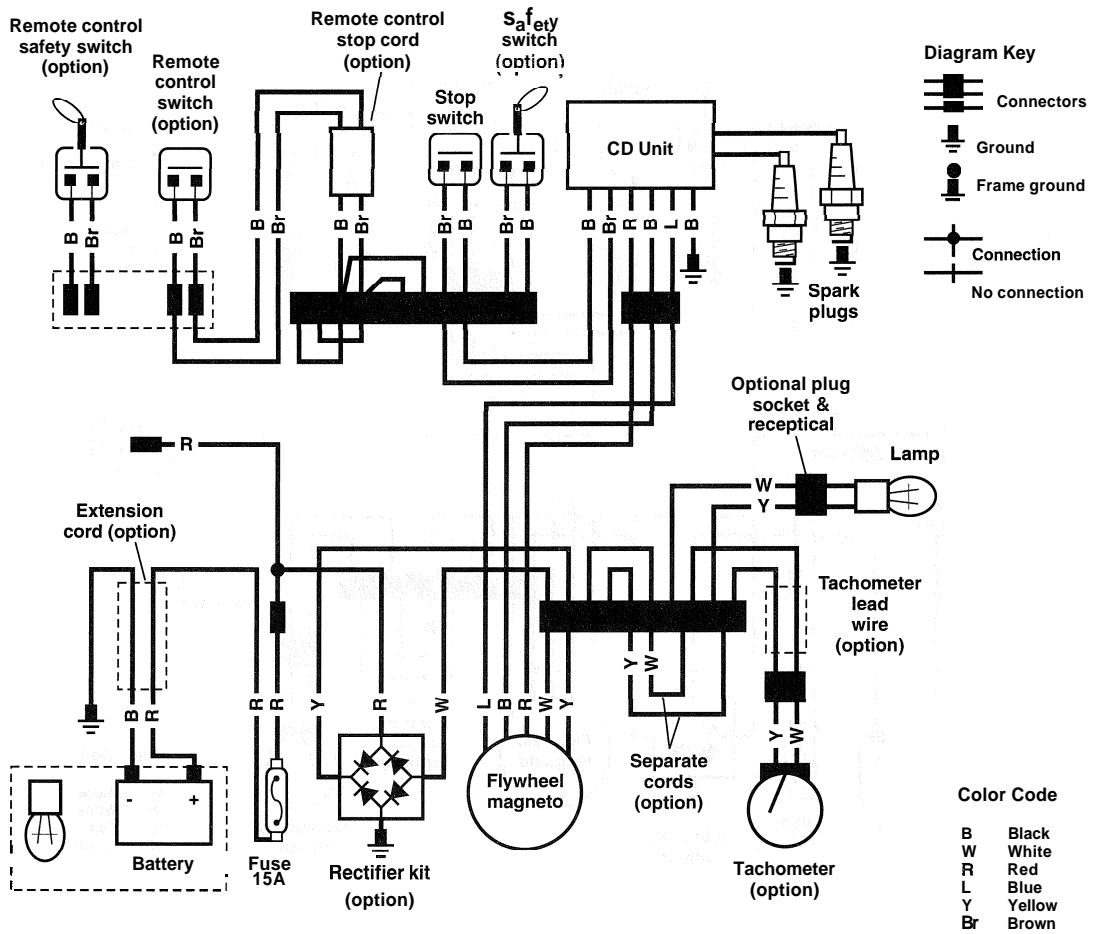 Remote control
safety switch
(option)
Remote
control
switch
(option)
Remote control
stop cord
(option)
Stop
switch
Safety
switch
(option)
CD Unit
Spark
plugs
Diagram Key
Connectors
Ground
Frame ground
Connection
No connection
B
Br
B
Br
B
Br
B
Br
Br
B
Br
B
B
Br
R
B
L
B
Optional plug
socket &
receptical
Lamp
W
Y
R
Extension
cord (option)
Tachometer
lead
wire
(option)
B
R
R
R
Y
R
W
L
B
R
W
Y
Y
W
Y
W
-
+
Battery
Fuse
15A
Rectifier kit
(option)
Flywheel
magneto
Separate
cords
(option)
Tachometer
(option)
Color Code
B Black
W White
R Red
L Blue
Y Yellow
Br Brown